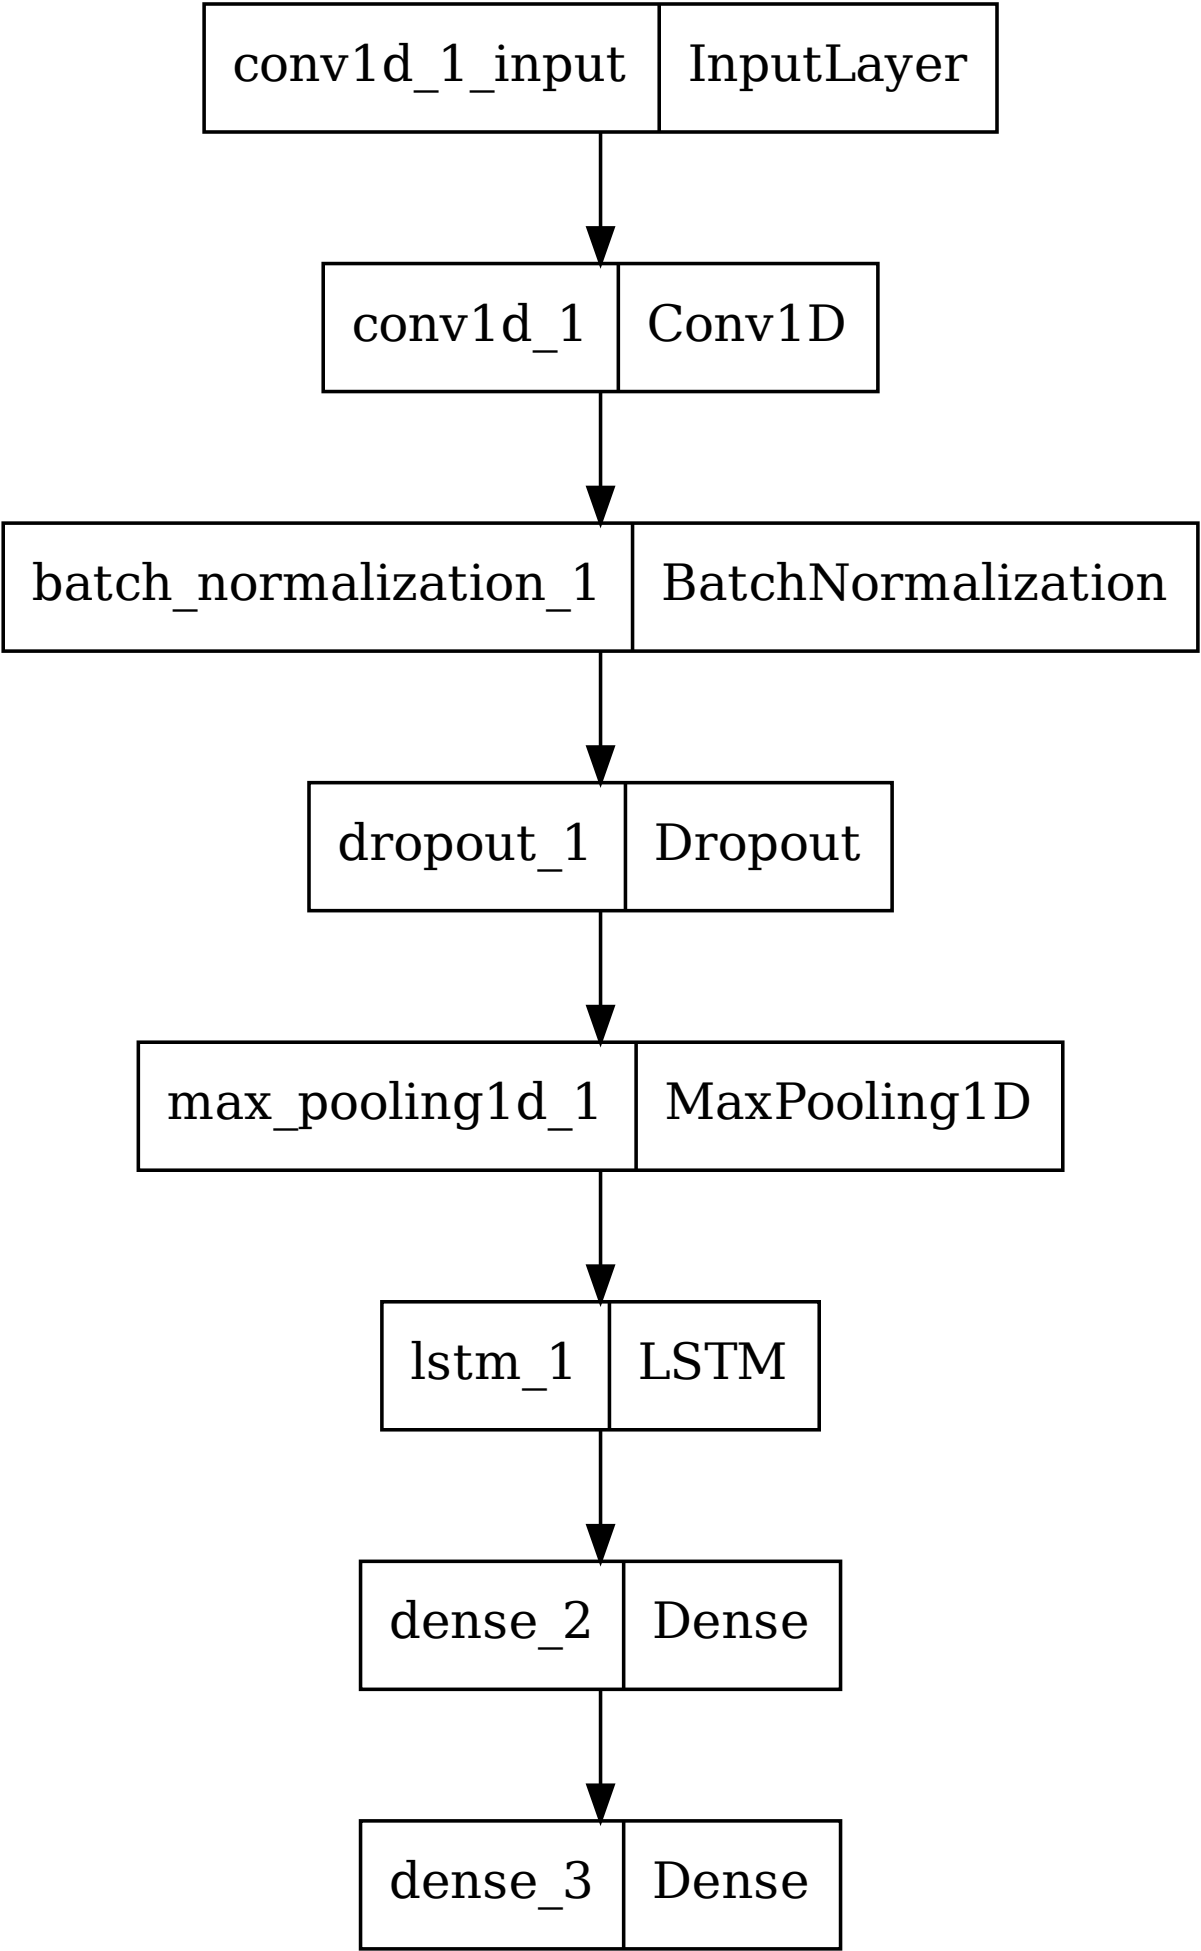 conv1d_1_input InputLayer
conv1d_1 Conv1D
batch_normalization_1 BatchNormalization
dropout_1 Dropout
max_pooling1d_1 MaxPooling1D
lstm_1 LSTM
dense_2 Dense
dense_3 Dense